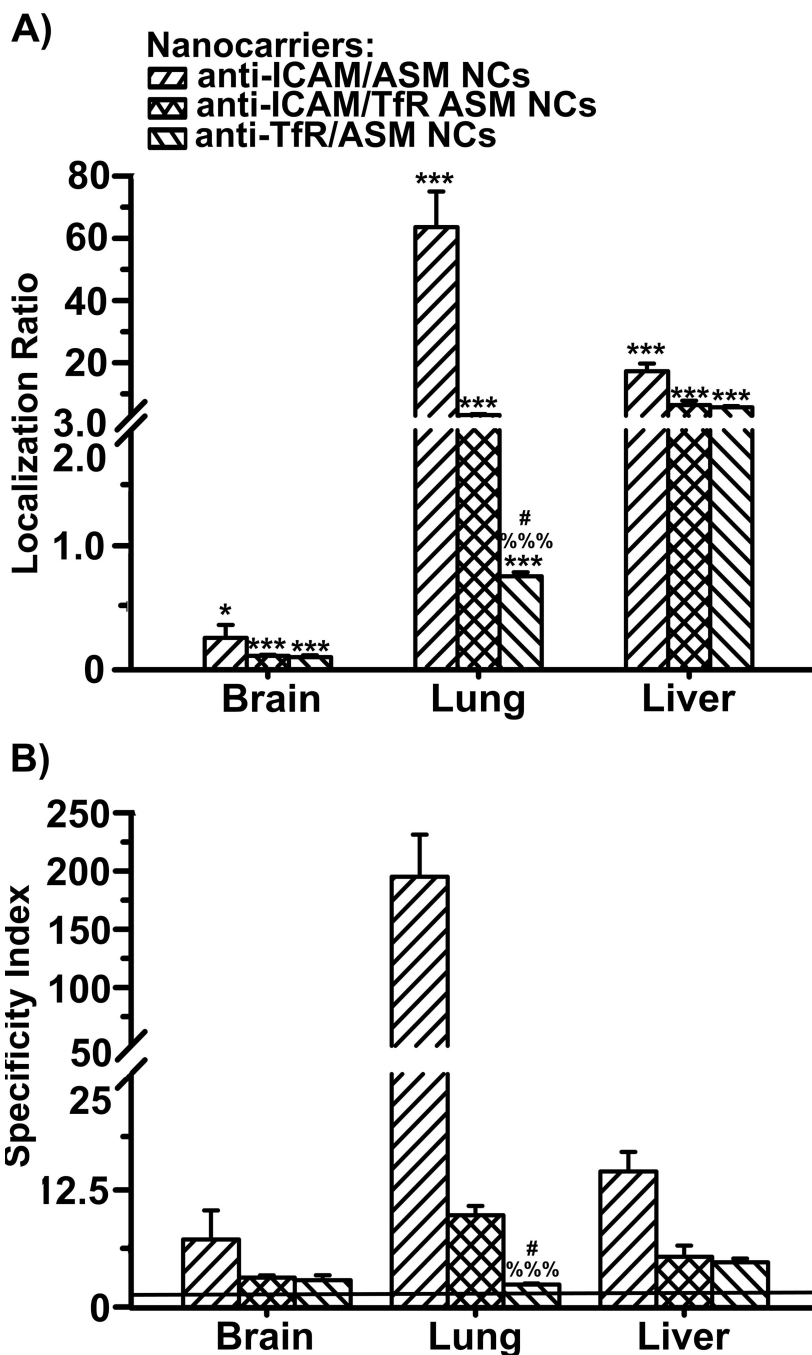 A)
Nanocarriers:
anti-ICAM/ASM NCs
anti-ICAM/TfR ASM NCs
anti-TfR/ASM NCs
Localization Ratio
80
60
40
20
3.0
2.0
1.0
0
*
***
***
***
***
#
%%%
***
***
***
***
Brain
Lung
Liver
B)
Specificity Index
250
200
150
100
50
25
12.5
0
#
%%%
Brain
Lung
Liver